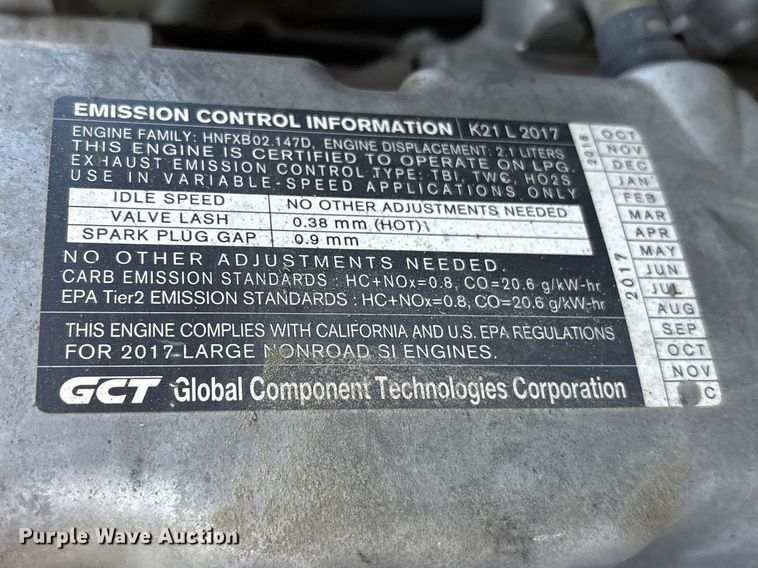 EMISSION CONTROL INFORMATION K21 L 2017
ENGINE FAMILY: HNFXB02.147D, ENGINE DISPLACEMENT: 2.1 LITERS
THIS ENGINE IS CERTIFIED TO OPERATE ON LPG.
EXHAUST EMISSION CONTROL TYPE: TBI, TWC, HO2S
USE IN VARIABLE-SPEED APPLICATIONS ONLY
IDLE SPEED NO OTHER ADJUSTMENTS NEEDED
VALVE LASH 0.38 mm (HOT)
SPARK PLUG GAP 0.9 mm
NO OTHER ADJUSTMENTS NEEDED.
CARB EMISSION STANDARDS : HC+NOx=0.8, CO=20.6 g/kW-hr
EPA Tier2 EMISSION STANDARDS : HC+NOx=0.8, CO=20.6 g/kW-hr
THIS ENGINE COMPLIES WITH CALIFORNIA AND U.S. EPA REGULATIONS
FOR 2017 LARGE NONROAD SI ENGINES.
GCT Global Component Technologies Corporation
2016
OCT
NOV
DEC
2017
JAN
FEB
MAR
APR
MAY
JUN
JUL
AUG
SEP
OCT
NOV
C
Purple Wave Auction